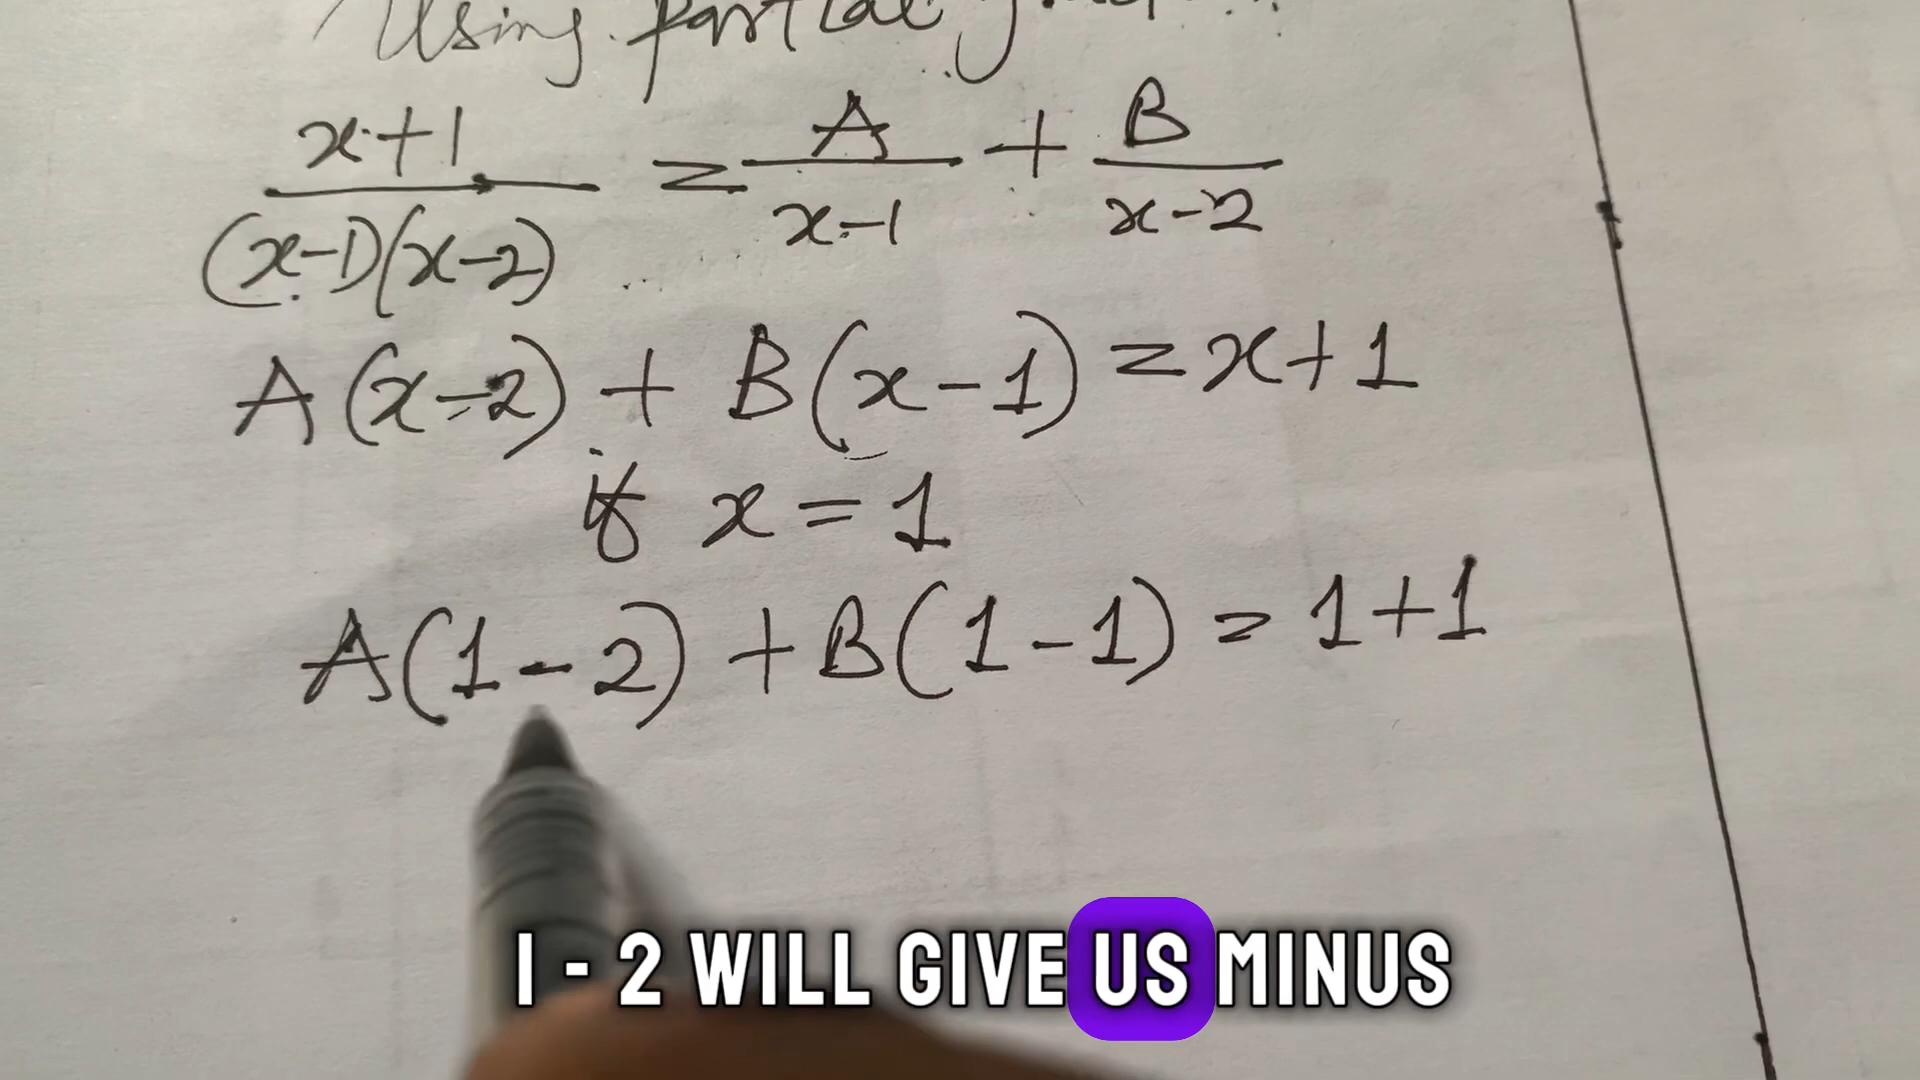 Using partial
x+1 / (x-1)(x-2) = A / x-1 + B / x-2
A(x-2) + B(x-1) = x+1
if x = 1
A(1-2) + B(1-1) = 1+1
1 - 2 WILL GIVE US MINUS